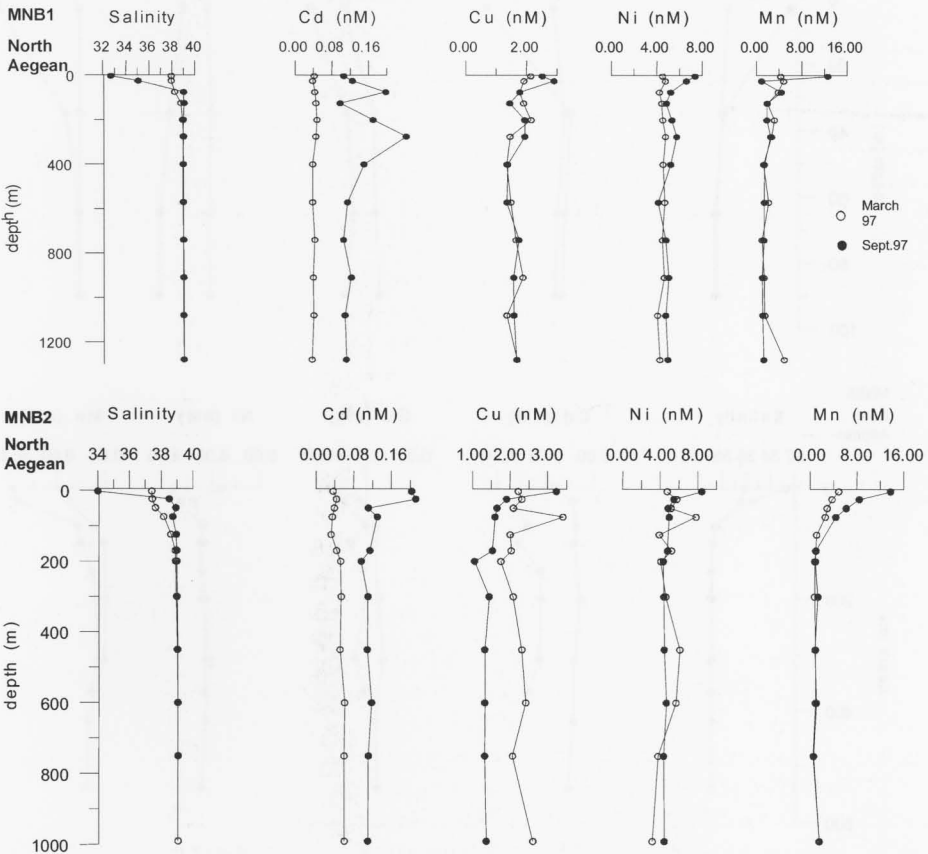 MNB1 Salinity Cd (nM) Cu (nM) Ni (nM) Mn (nM)
North
Aegean
32 34 36 38 40 0.00 0.08 0.16 0.00 2.00 0.00 4.00 8.00 0.00 8.00 16.00
0
400
800
1200
depth (m)
March
97
Sept.97
MNB2 Salinity Cd (nM) Cu (nM) Ni (nM) Mn (nM)
North
Aegean
34 36 38 40 0.00 0.08 0.16 1.00 2.00 3.00 0.00 4.00 8.00 0.00 8.00 16.00
0
200
400
600
800
1000
depth (m)